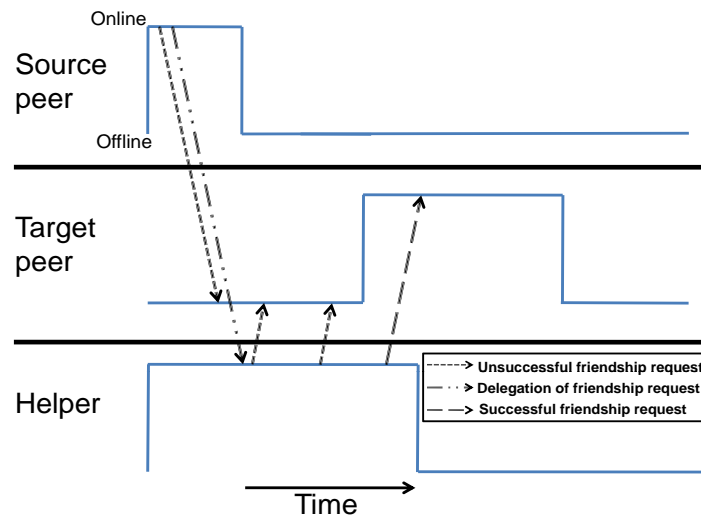 Online
Source
peer
Offline
Target
peer
Unsuccessful friendship request
Delegation of friendship request
Successful friendship request
Helper
Time